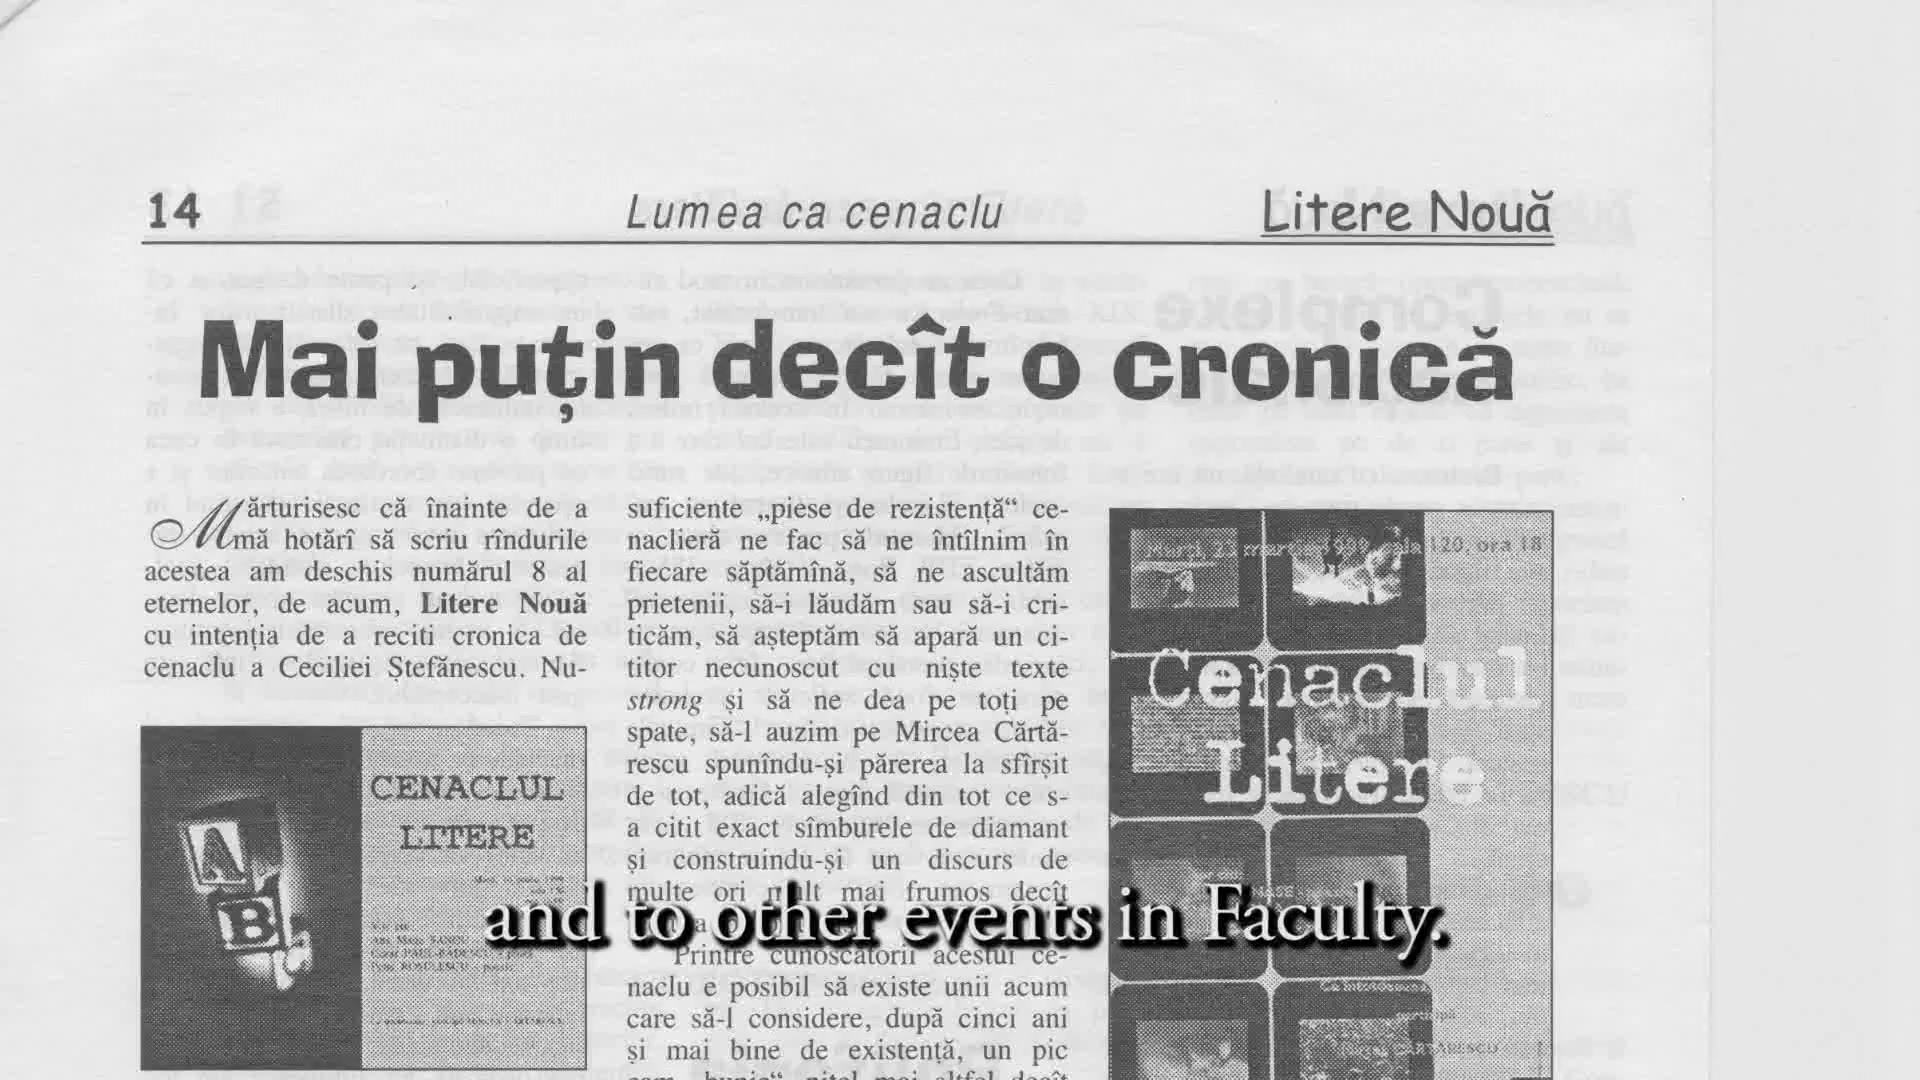 14
Lumea ca cenaclu
Litere Nouă
Mai puțin decît o cronică
Mărturisesc că înainte de a
mă hotărî să scriu rîndurile
acestea am deschis numărul 8 al
eternelor, de acum, Litere Nouă
cu intenția de a reciti cronica de
cenaclu a Ceciliei Ștefănescu. Nu-
A
B
CENACLUL
LITERE
suficiente „piese de rezistență“ ce-
naclieră ne fac să ne întîlnim în
fiecare săptămînă, să ne ascultăm
prietenii, să-i lăudăm sau să-i cri-
ticăm, să așteptăm să apară un ci-
titor necunoscut cu niște texte
strong și să ne dea pe toți pe
spate, să-l auzim pe Mircea Cărtă-
rescu spunîndu-și părerea la sfîrșit
de tot, adică alegînd din tot ce s-
a citit exact sîmburele de diamant
și construindu-și un discurs de
multe ori mult mai frumos decît
Printre cunoscătorii acestui ce-
naclu e posibil să existe unii acum
care să-l considere, după cinci ani
și mai bine de existență, un pic
Marți, 23 martie 1999, sala 120, ora 18
Cenaclul
Litere
and to other events in Faculty.